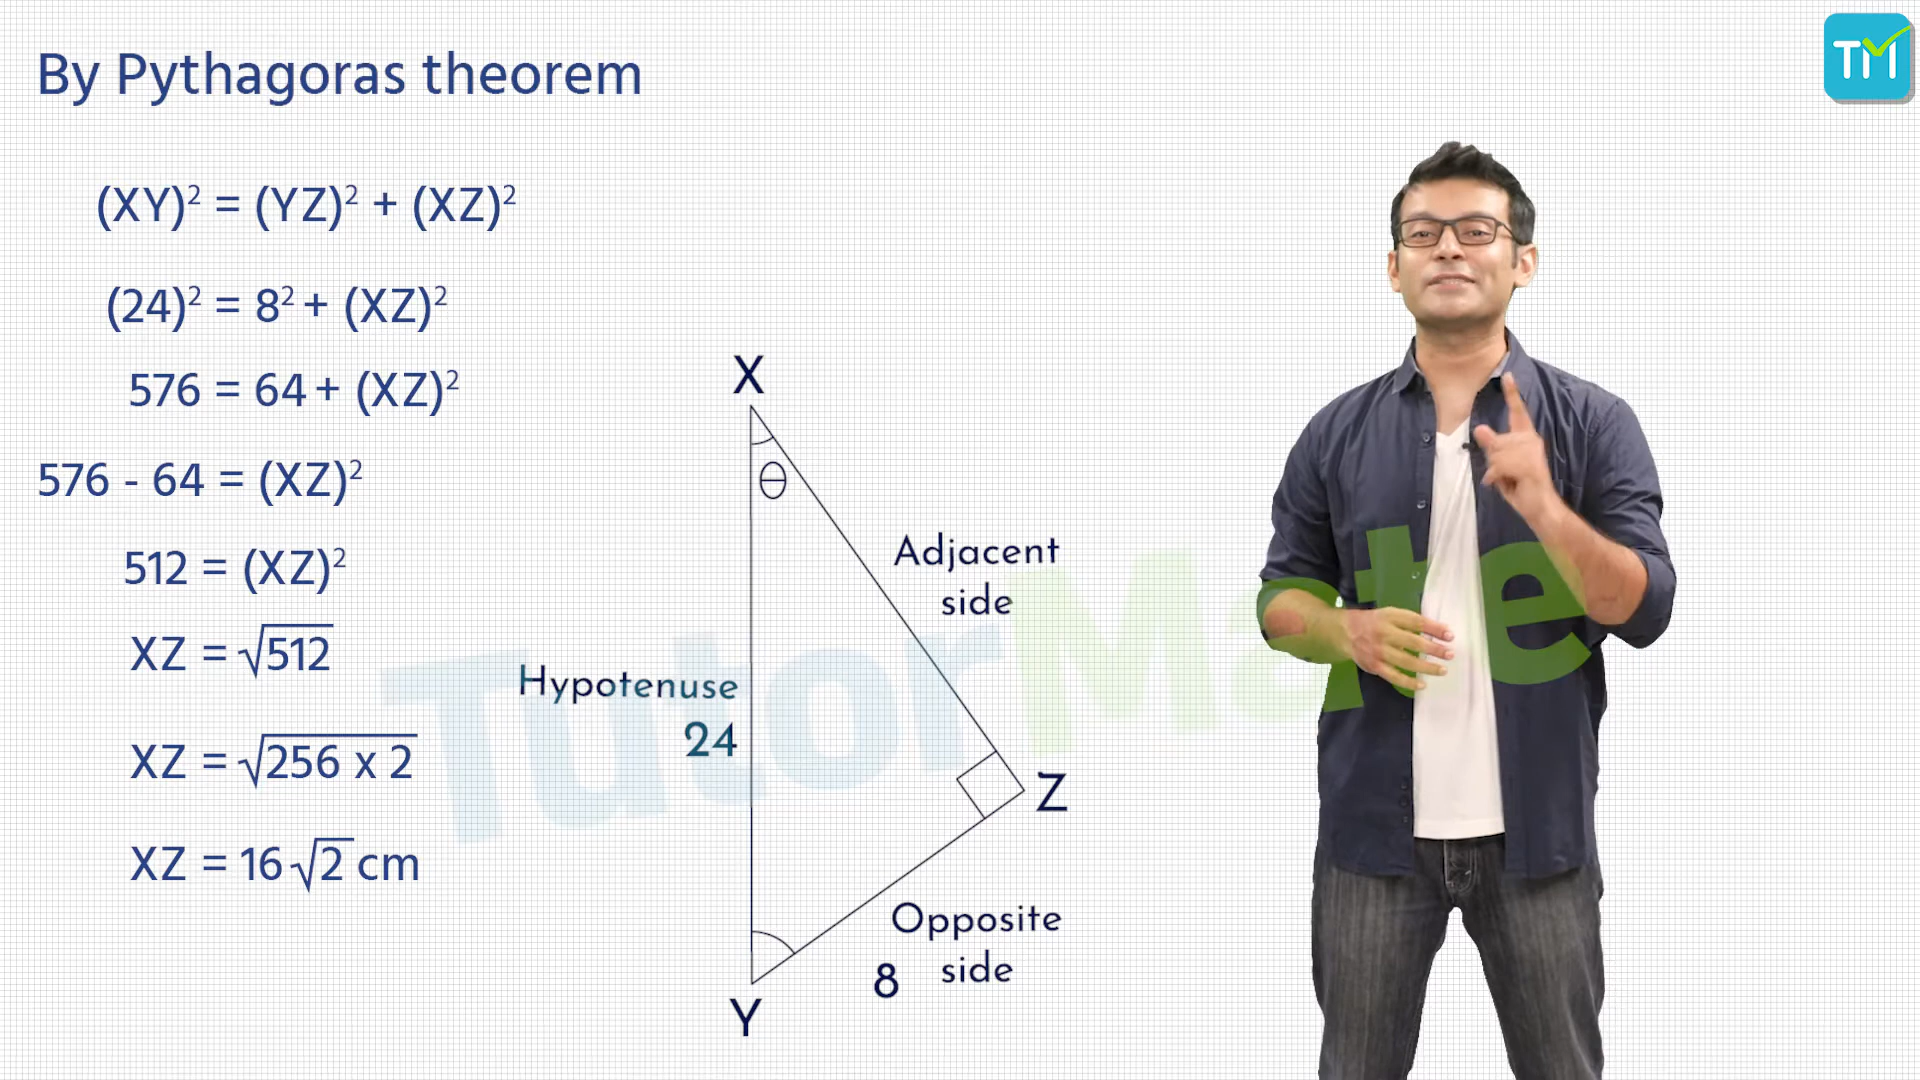 By Pythagoras theorem
(XY)² = (YZ)² + (XZ)²
(24)² = 8² + (XZ)²
576 = 64 + (XZ)²
576 - 64 = (XZ)²
512 = (XZ)²
XZ = √512
XZ = √256 x 2
XZ = 16 √2 cm
X
θ
Adjacent
side
Hypotenuse
24
Z
Opposite
8 side
Y
TutorMate
TM